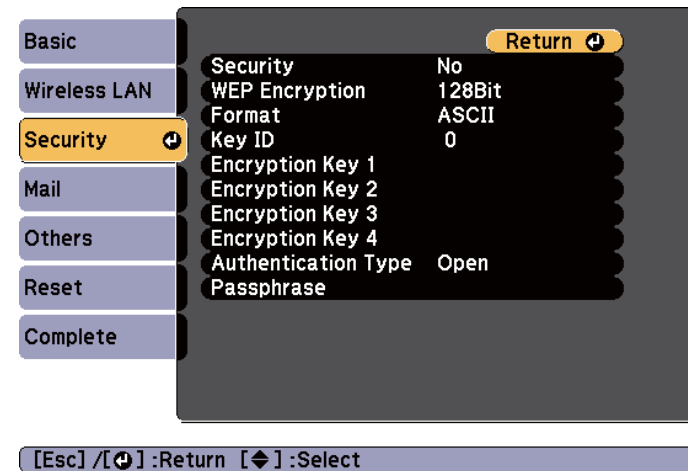 Basic
Wireless LAN
Security
Mail
Others
Reset
Complete
Return
Security No
WEP Encryption 128Bit
Format ASCII
Key ID 0
Encryption Key 1
Encryption Key 2
Encryption Key 3
Encryption Key 4
Authentication Type Open
Passphrase
[Esc] /[⏎] :Return [◆] :Select